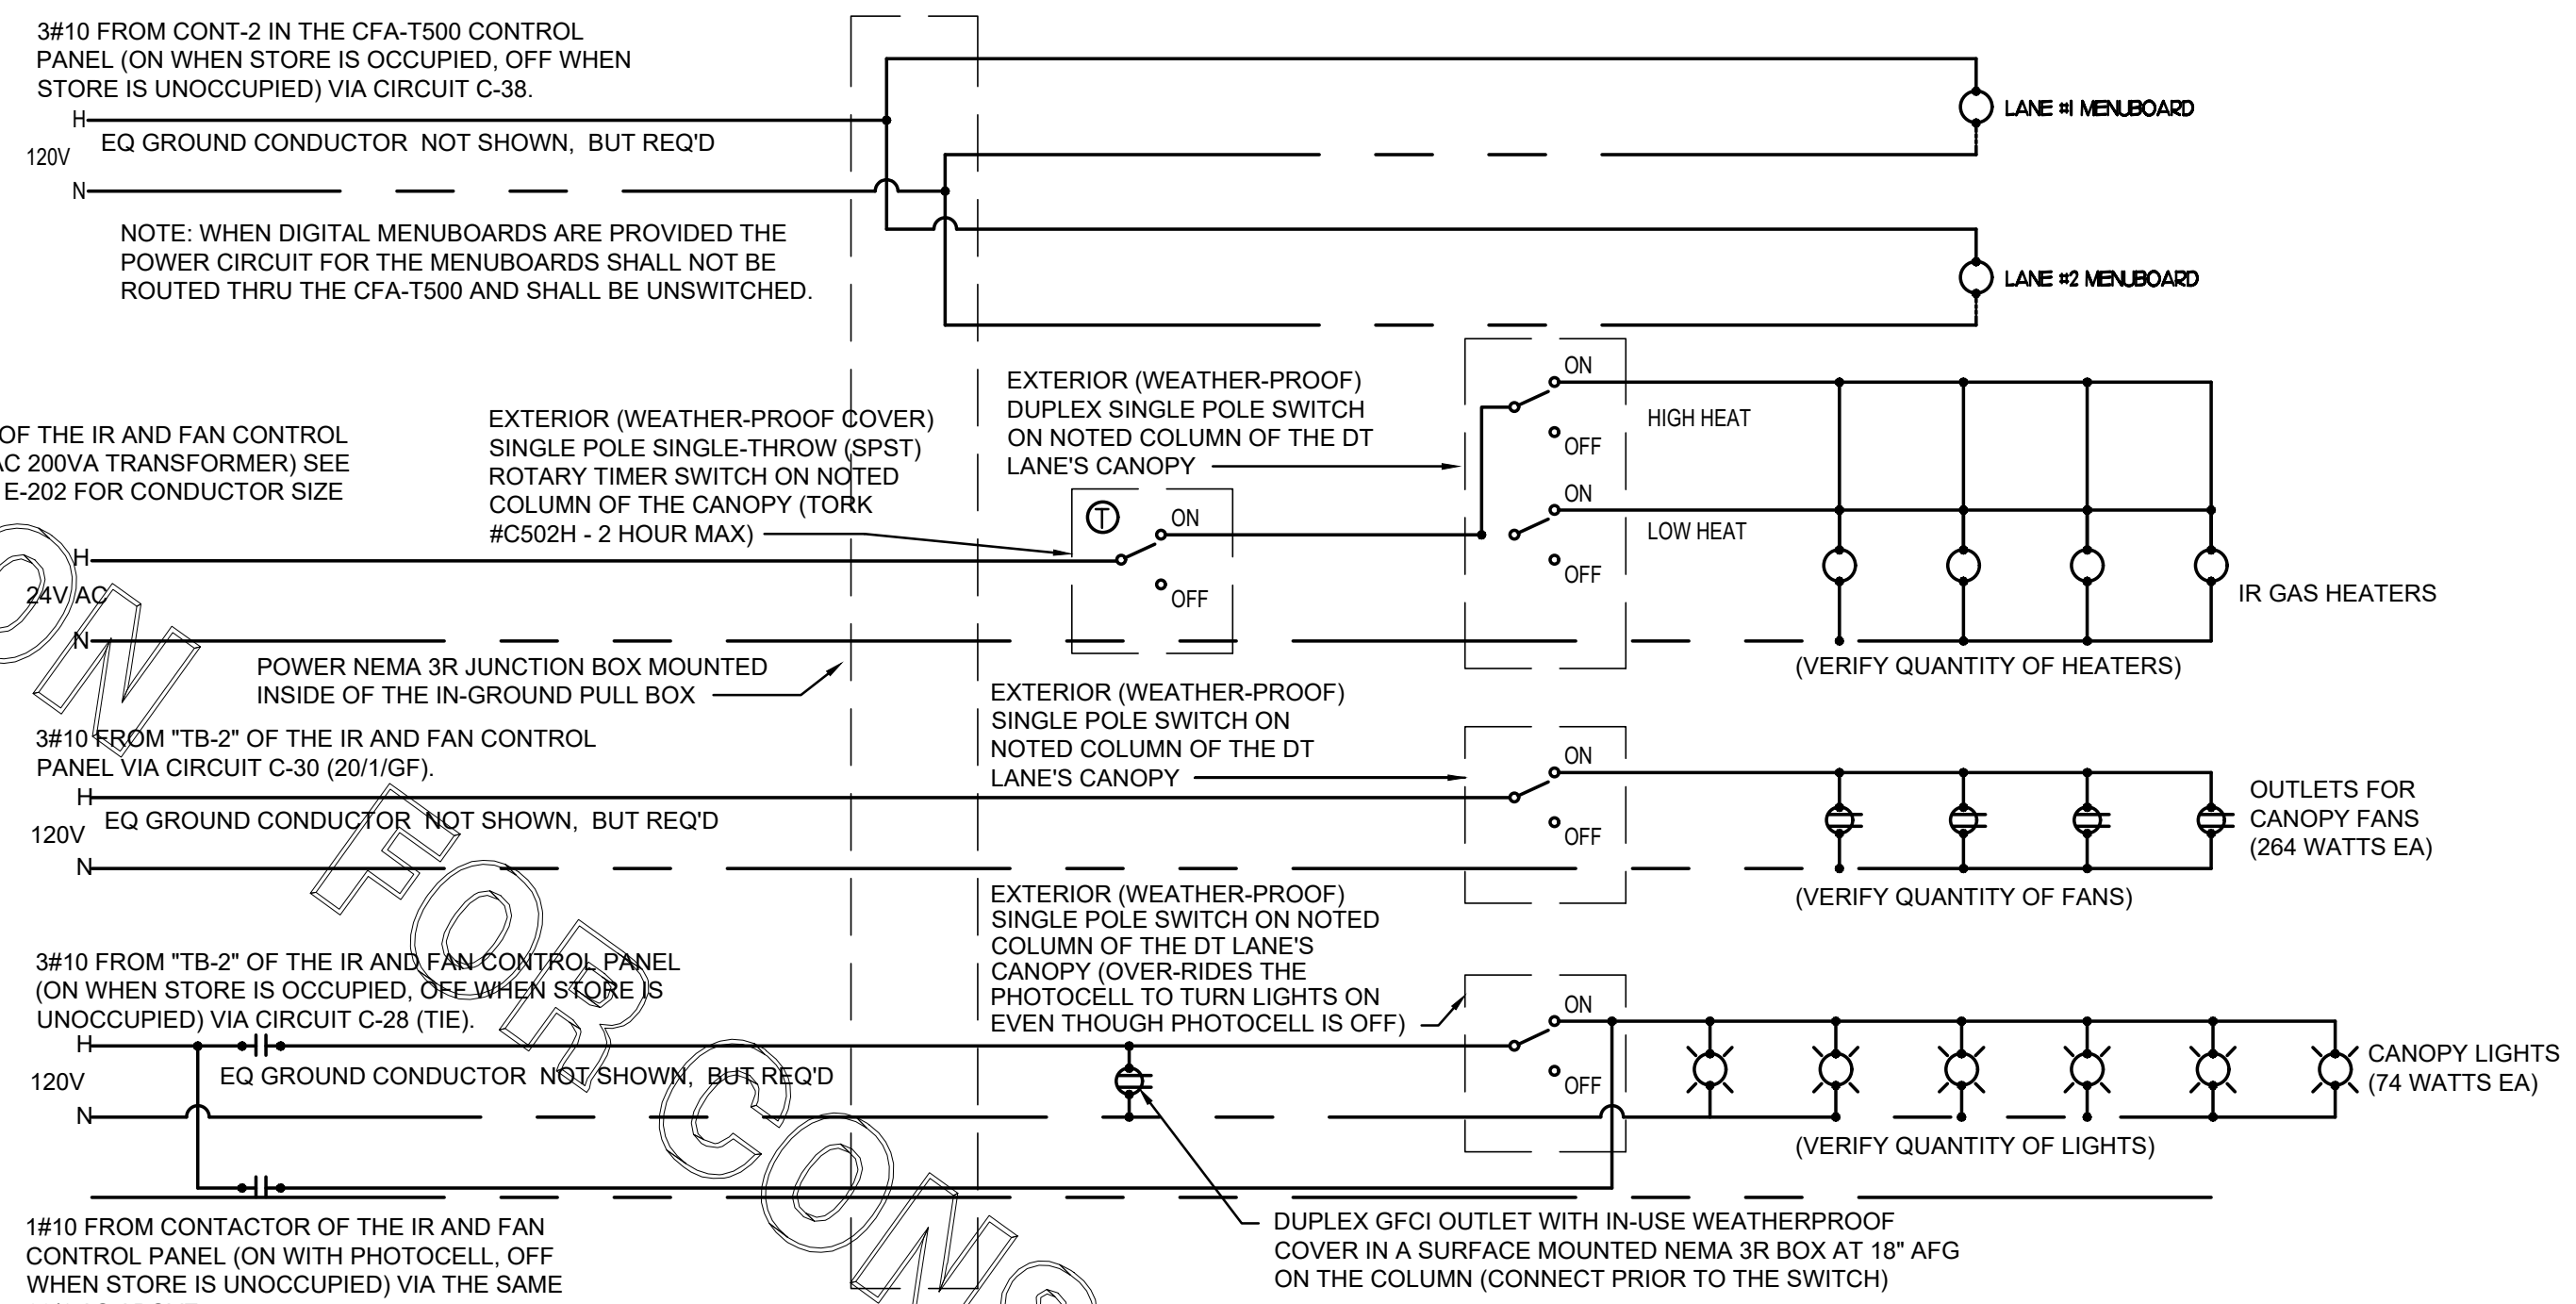 3#10 FROM CONT-2 IN THE CFA-T500 CONTROL
PANEL (ON WHEN STORE IS OCCUPIED, OFF WHEN
STORE IS UNOCCUPIED) VIA CIRCUIT C-38.
H
EQ GROUND CONDUCTOR NOT SHOWN, BUT REQ'D
120V
N
NOTE: WHEN DIGITAL MENUBOARDS ARE PROVIDED THE
POWER CIRCUIT FOR THE MENUBOARDS SHALL NOT BE
ROUTED THRU THE CFA-T500 AND SHALL BE UNSWITCHED.
LANE #1 MENUBOARD
LANE #2 MENUBOARD
OF THE IR AND FAN CONTROL
AC 200VA TRANSFORMER) SEE
E-202 FOR CONDUCTOR SIZE
EXTERIOR (WEATHER-PROOF COVER)
SINGLE POLE SINGLE-THROW (SPST)
ROTARY TIMER SWITCH ON NOTED
COLUMN OF THE CANOPY (TORK
#C502H - 2 HOUR MAX)
EXTERIOR (WEATHER-PROOF)
DUPLEX SINGLE POLE SWITCH
ON NOTED COLUMN OF THE DT
LANE'S CANOPY
T
ON
OFF
ON
OFF
HIGH HEAT
ON
OFF
LOW HEAT
H
24V AC
N
IR GAS HEATERS
(VERIFY QUANTITY OF HEATERS)
POWER NEMA 3R JUNCTION BOX MOUNTED
INSIDE OF THE IN-GROUND PULL BOX
3#10 FROM "TB-2" OF THE IR AND FAN CONTROL
PANEL VIA CIRCUIT C-30 (20/1/GF).
H
EQ GROUND CONDUCTOR NOT SHOWN, BUT REQ'D
120V
N
EXTERIOR (WEATHER-PROOF)
SINGLE POLE SWITCH ON
NOTED COLUMN OF THE DT
LANE'S CANOPY
ON
OFF
OUTLETS FOR
CANOPY FANS
(264 WATTS EA)
(VERIFY QUANTITY OF FANS)
3#10 FROM "TB-2" OF THE IR AND FAN CONTROL PANEL
(ON WHEN STORE IS OCCUPIED, OFF WHEN STORE IS
UNOCCUPIED) VIA CIRCUIT C-28 (TIE).
H
120V
EQ GROUND CONDUCTOR NOT SHOWN, BUT REQ'D
N
EXTERIOR (WEATHER-PROOF)
SINGLE POLE SWITCH ON NOTED
COLUMN OF THE DT LANE'S
CANOPY (OVER-RIDES THE
PHOTOCELL TO TURN LIGHTS ON
EVEN THOUGH PHOTOCELL IS OFF)
ON
OFF
CANOPY LIGHTS
(74 WATTS EA)
(VERIFY QUANTITY OF LIGHTS)
1#10 FROM CONTACTOR OF THE IR AND FAN
CONTROL PANEL (ON WITH PHOTOCELL, OFF
WHEN STORE IS UNOCCUPIED) VIA THE SAME
DUPLEX GFCI OUTLET WITH IN-USE WEATHERPROOF
COVER IN A SURFACE MOUNTED NEMA 3R BOX AT 18" AFG
ON THE COLUMN (CONNECT PRIOR TO THE SWITCH)
ON
FOR CONS